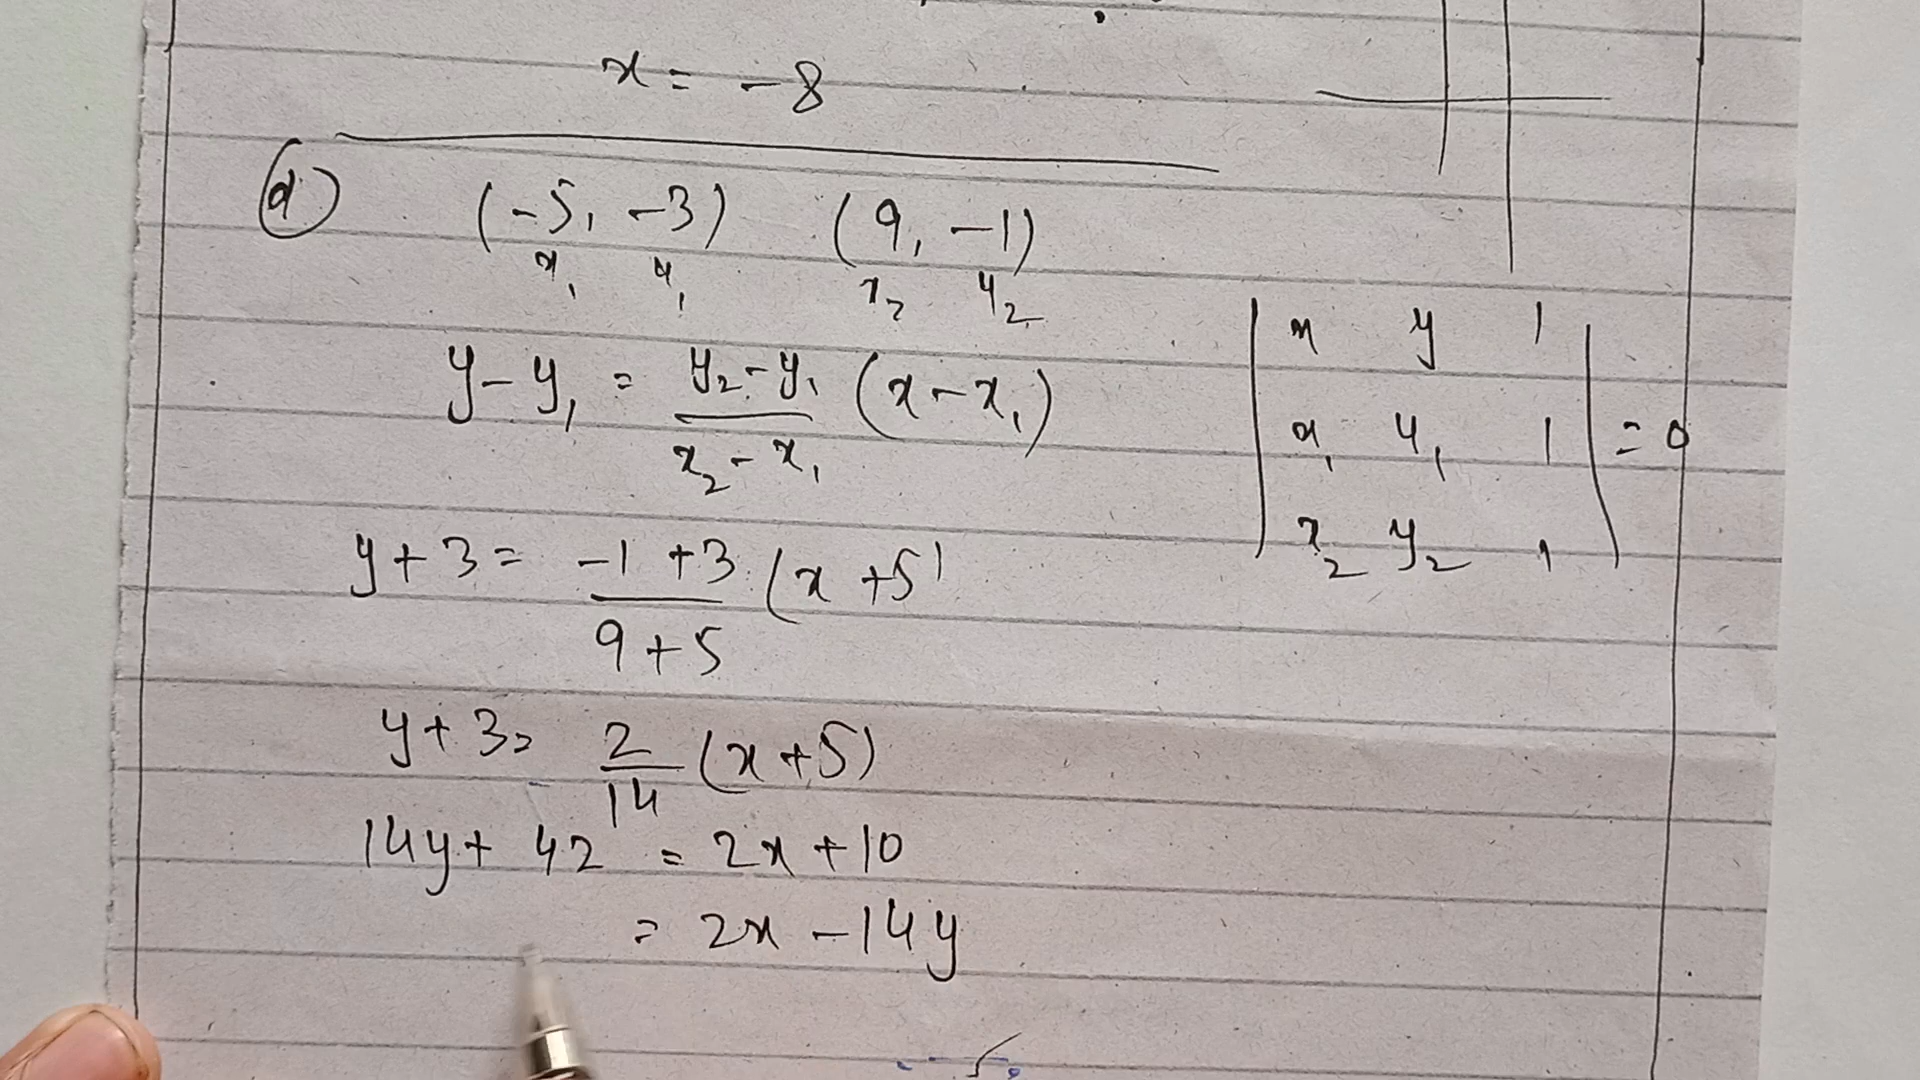 x = -8
(d) (-5, -3) (9, -1)
x₁ y₁ x₂ y₂
y - y₁ = y₂ - y₁ / x₂ - x₁ (x - x₁)
| x y 1 |
| x₁ y₁ 1 | = 0
| x₂ y₂ 1 |
y + 3 = -1 + 3 / 9 + 5 (x + 5)
y + 3 = 2 / 14 (x + 5)
14y + 42 = 2x + 10
= 2x - 14y